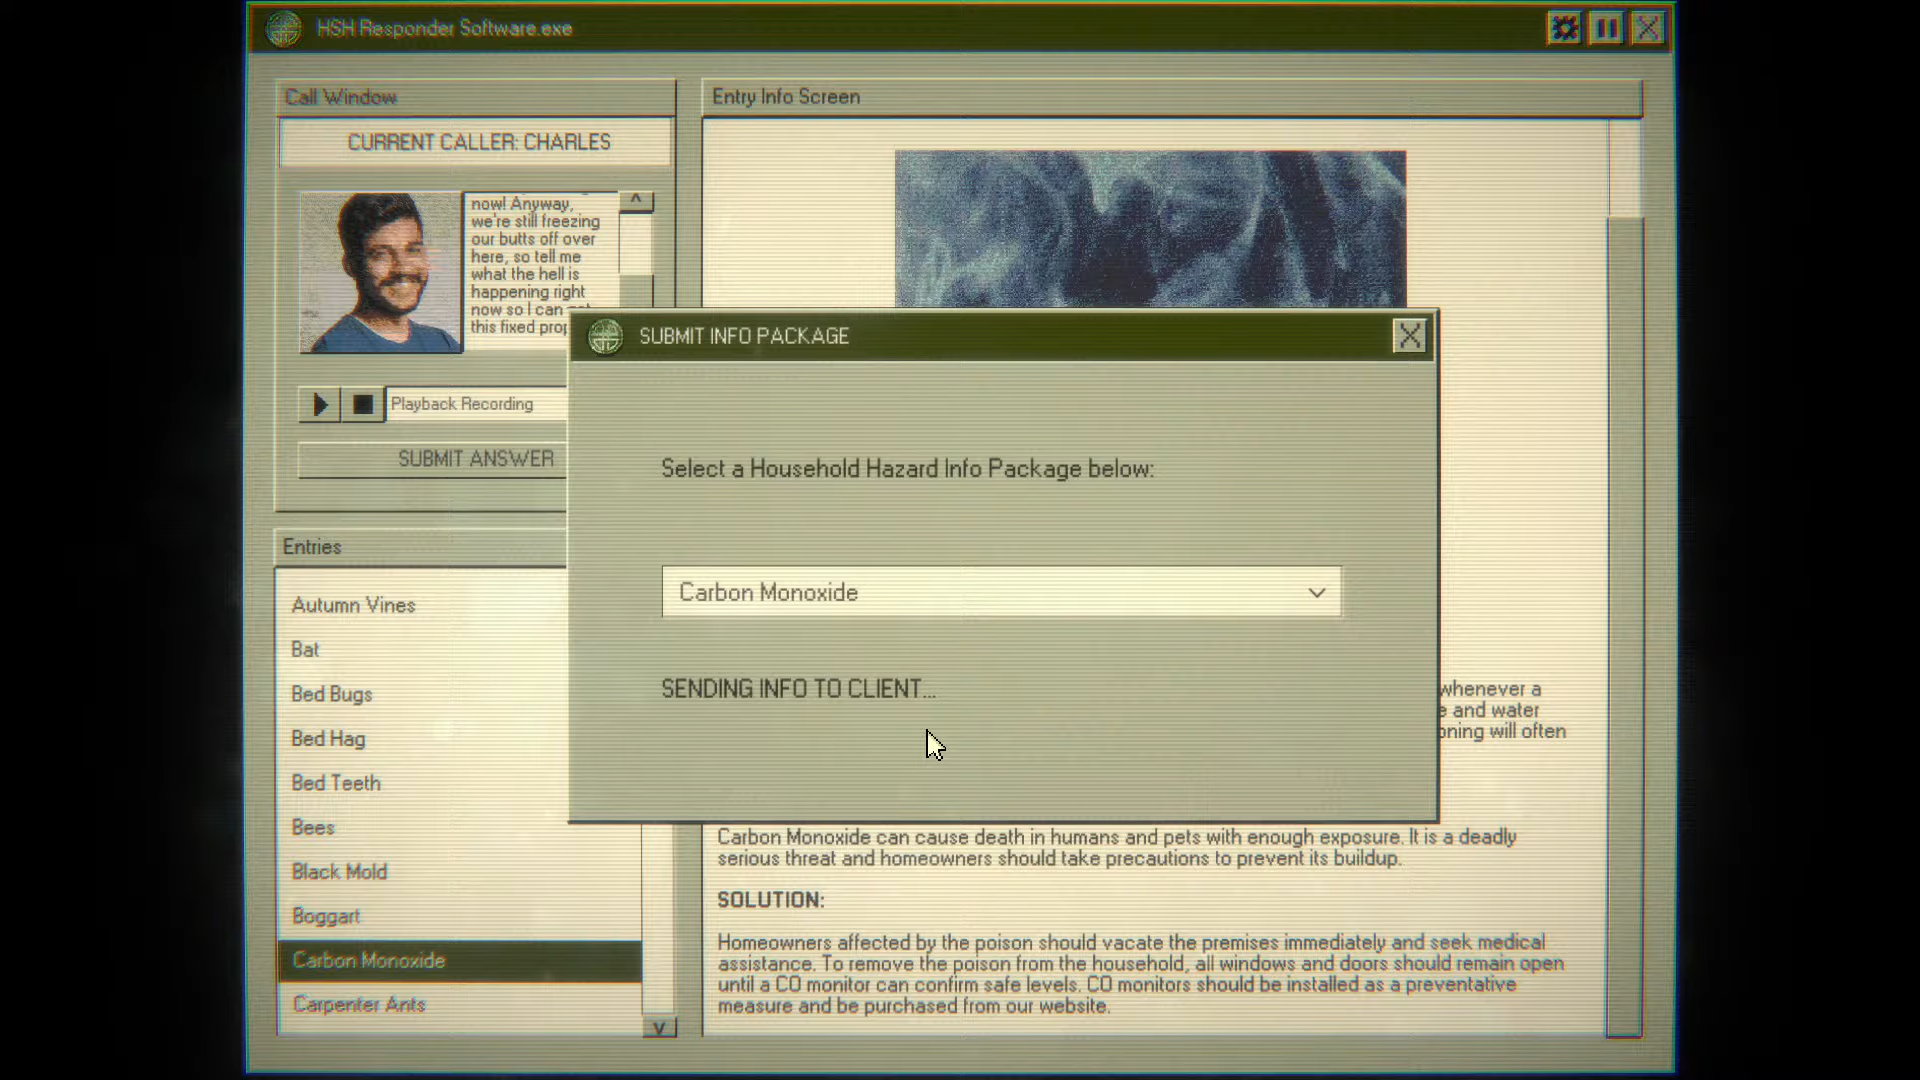 HSH Responder Software.exe
Call Window
CURRENT CALLER: CHARLES
now! Anyway,
we're still freezing
our butts off over
here, so tell me
what the hell is
happening right
now so I can
this fixed
Playback Recording
SUBMIT ANSWER
Entries
Autumn Vines
Bat
Bed Bugs
Bed Hag
Bed Teeth
Bees
Black Mold
Boggart
Carbon Monoxide
Carpenter Ants
Entry Info Screen
SUBMIT INFO PACKAGE
Select a Household Hazard Info Package below:
Carbon Monoxide
SENDING INFO TO CLIENT...
whenever a
and water
will often
Carbon Monoxide can cause death in humans and pets with enough exposure. It is a deadly
serious threat and homeowners should take precautions to prevent its buildup.
SOLUTION:
Homeowners affected by the poison should vacate the premises immediately and seek medical
assistance. To remove the poison from the household, all windows and doors should remain open
until a CO monitor can confirm safe levels. CO monitors should be installed as a preventative
measure and be purchased from our website.